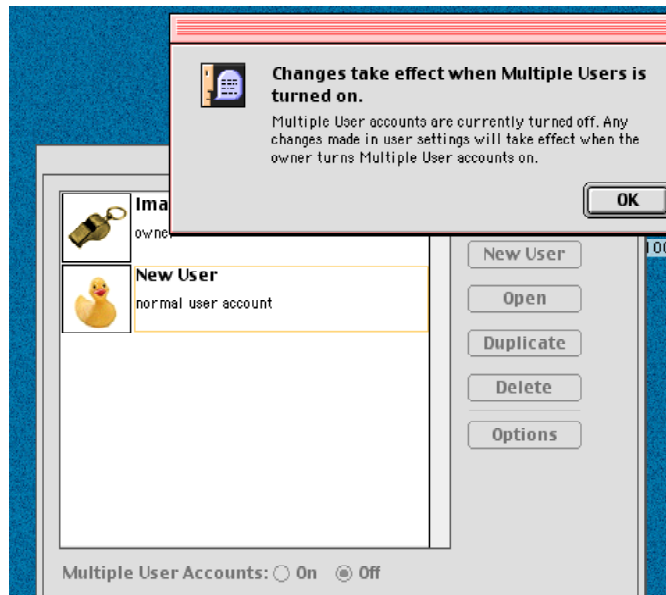 Changes take effect when Multiple Users is
turned on.
Multiple User accounts are currently turned off. Any
changes made in user settings will take effect when the
owner turns Multiple User accounts on.
OK
Ima
owner
New User
normal user account
New User
Open
Duplicate
Delete
Options
Multiple User Accounts: On Off